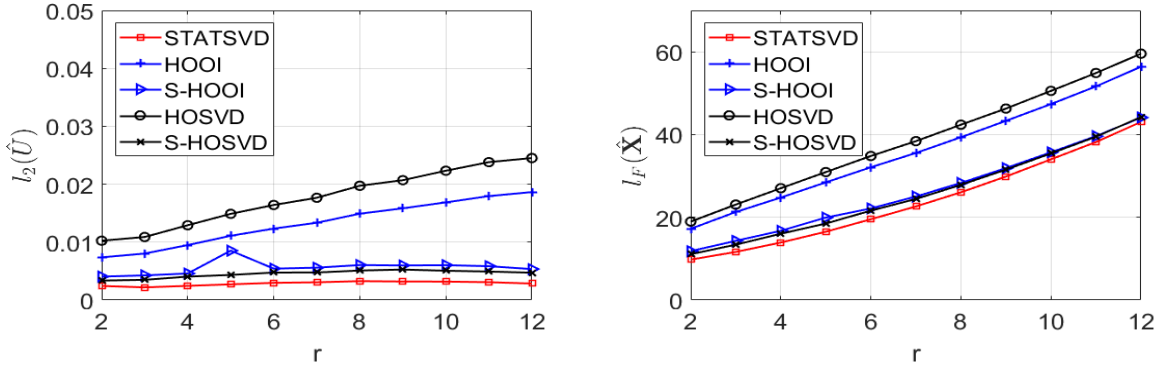 0.05
0.04
0.03
0.02
0.01
0
l₂(Û)
STATSVD
HOOI
S-HOOI
HOSVD
S-HOSVD
2 4 6 8 10 12
r
60
40
20
0
l_F(X̂)
STATSVD
HOOI
S-HOOI
HOSVD
S-HOSVD
2 4 6 8 10 12
r